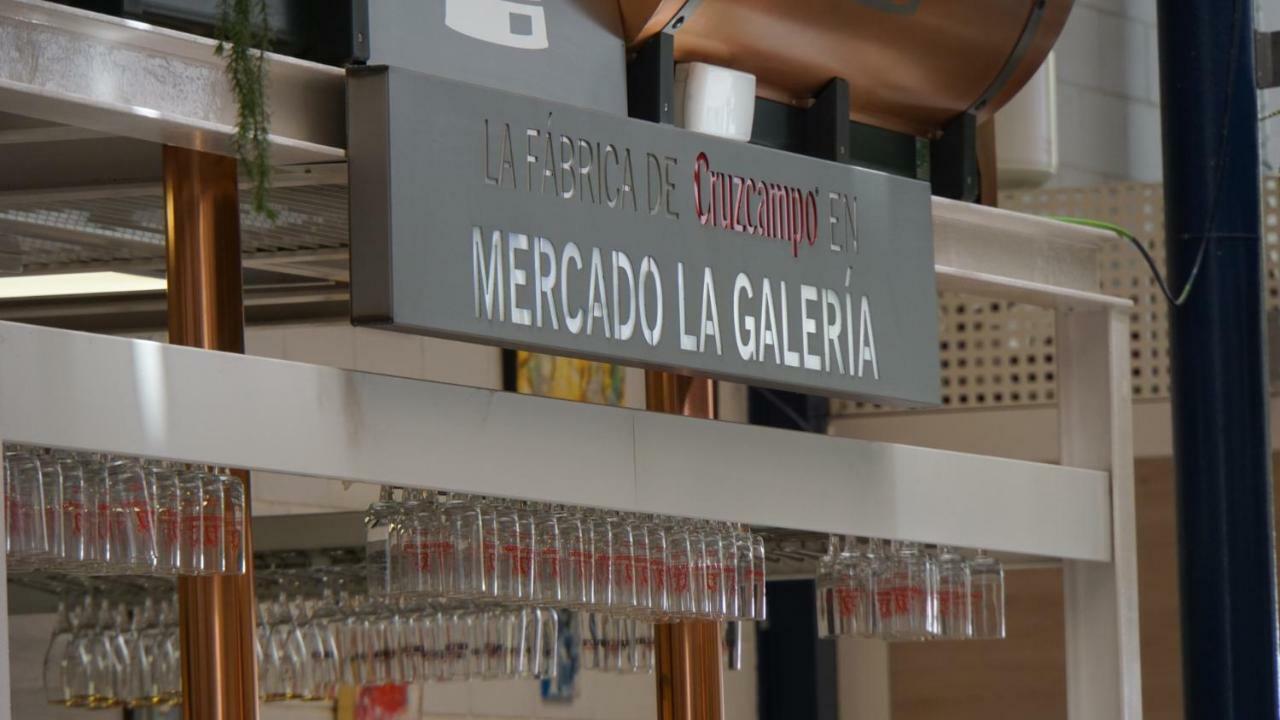 LA FÁBRICA DE Cruzcampo® EN
MERCADO LA GALERÍA